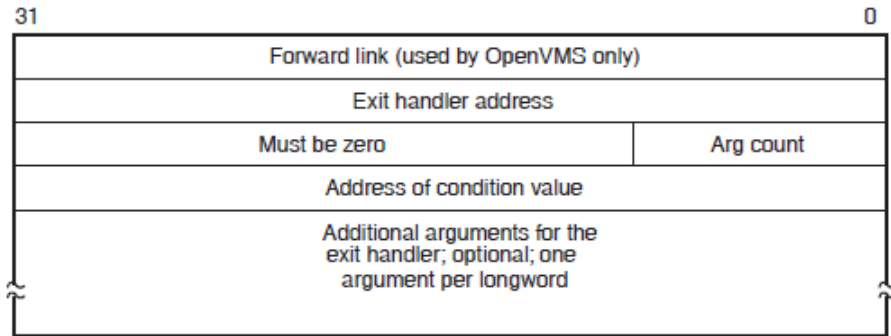 31 0
Forward link (used by OpenVMS only)
Exit handler address
Must be zero Arg count
Address of condition value
Additional arguments for the
exit handler; optional; one
argument per longword